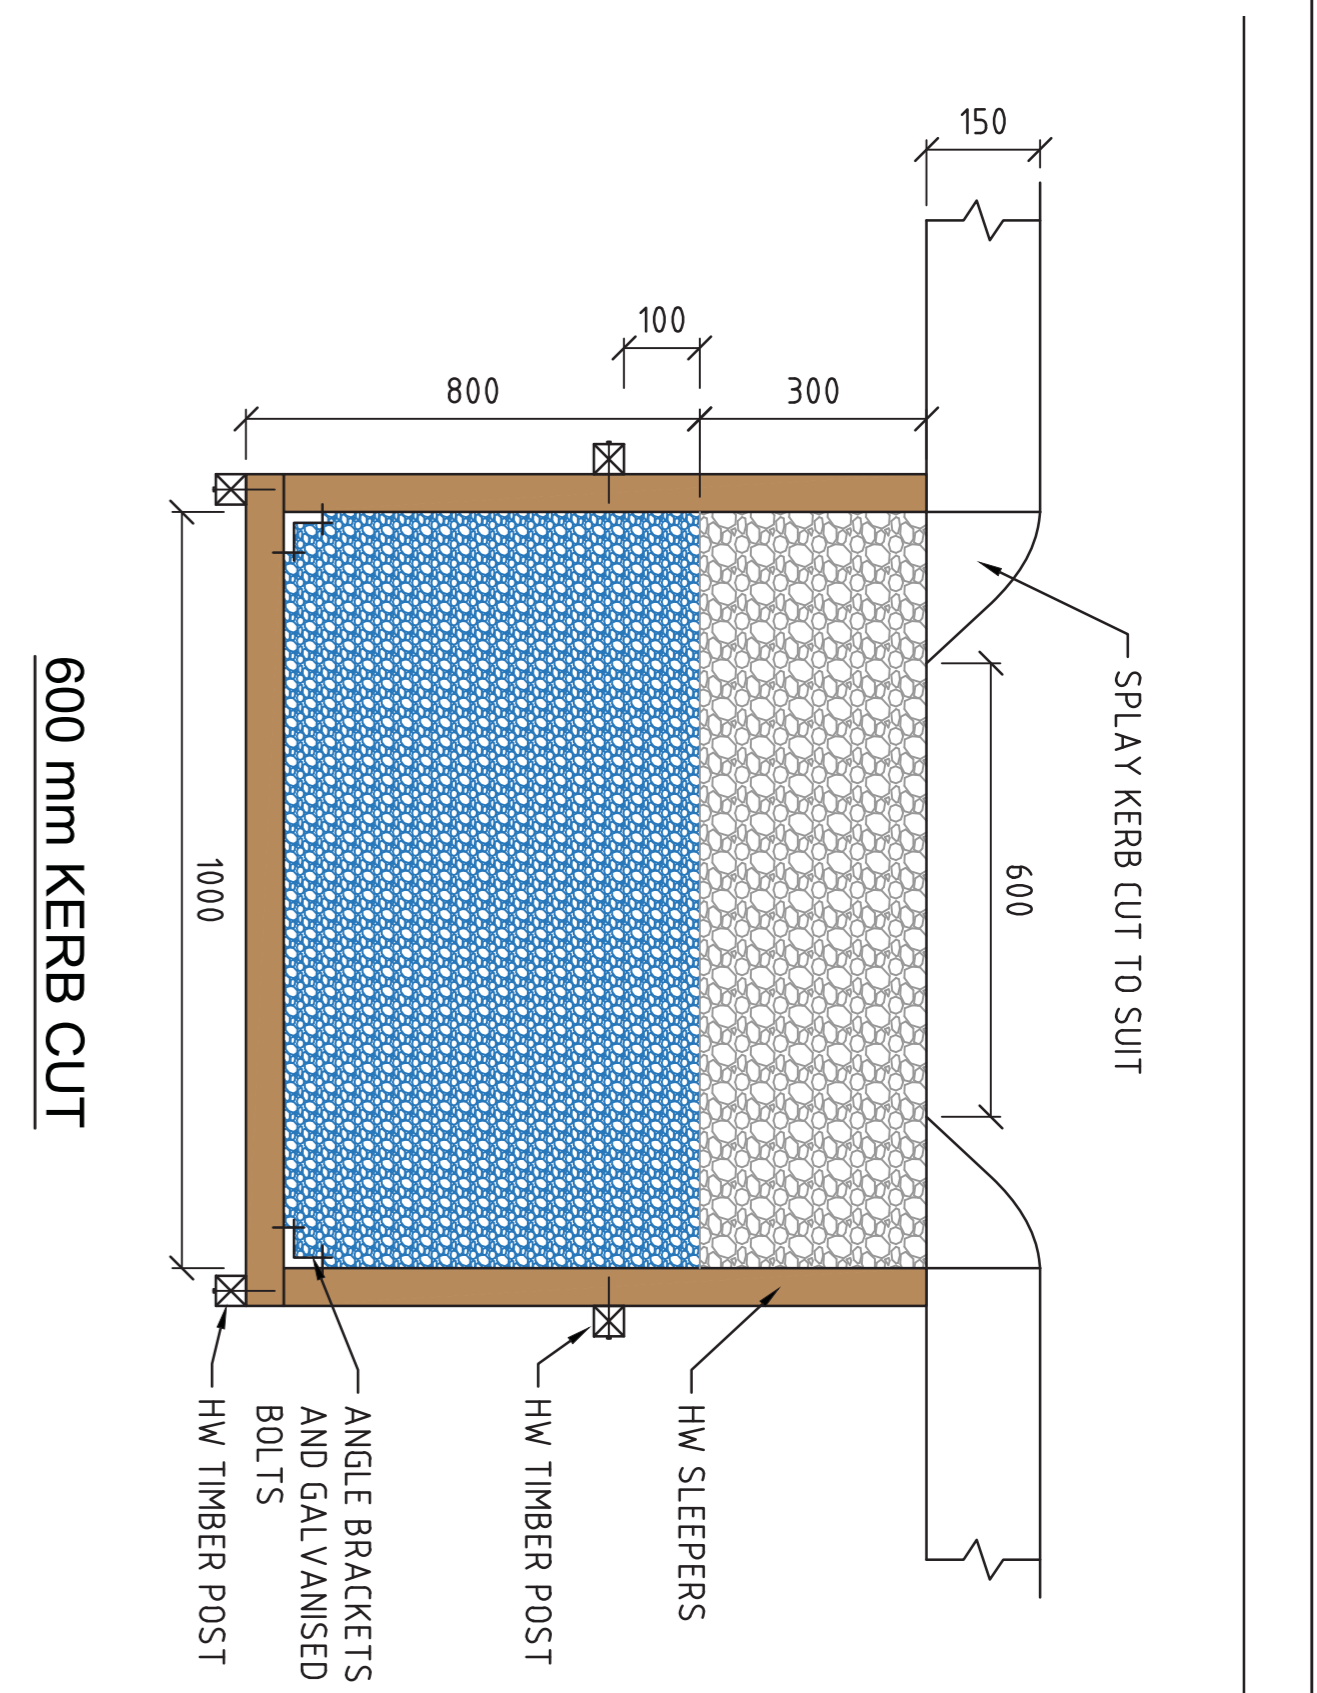 150
100
800
300
SPLAY KERB CUT TO SUIT
600
1000
HW SLEEPERS
HW TIMBER POST
ANGLE BRACKETS
AND GALVANISED
BOLTS
HW TIMBER POST
600 mm KERB CUT